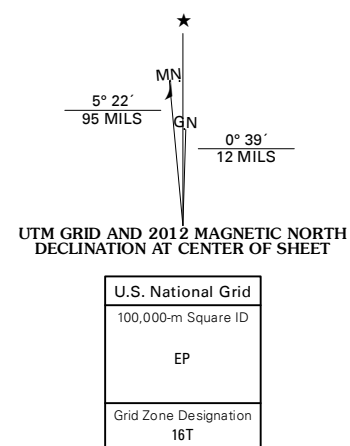 MN
5° 22´
95 MILS
GN
0° 39´
12 MILS
UTM GRID AND 2012 MAGNETIC NORTH
DECLINATION AT CENTER OF SHEET
U.S. National Grid
100,000-m Square ID
EP
Grid Zone Designation
16T